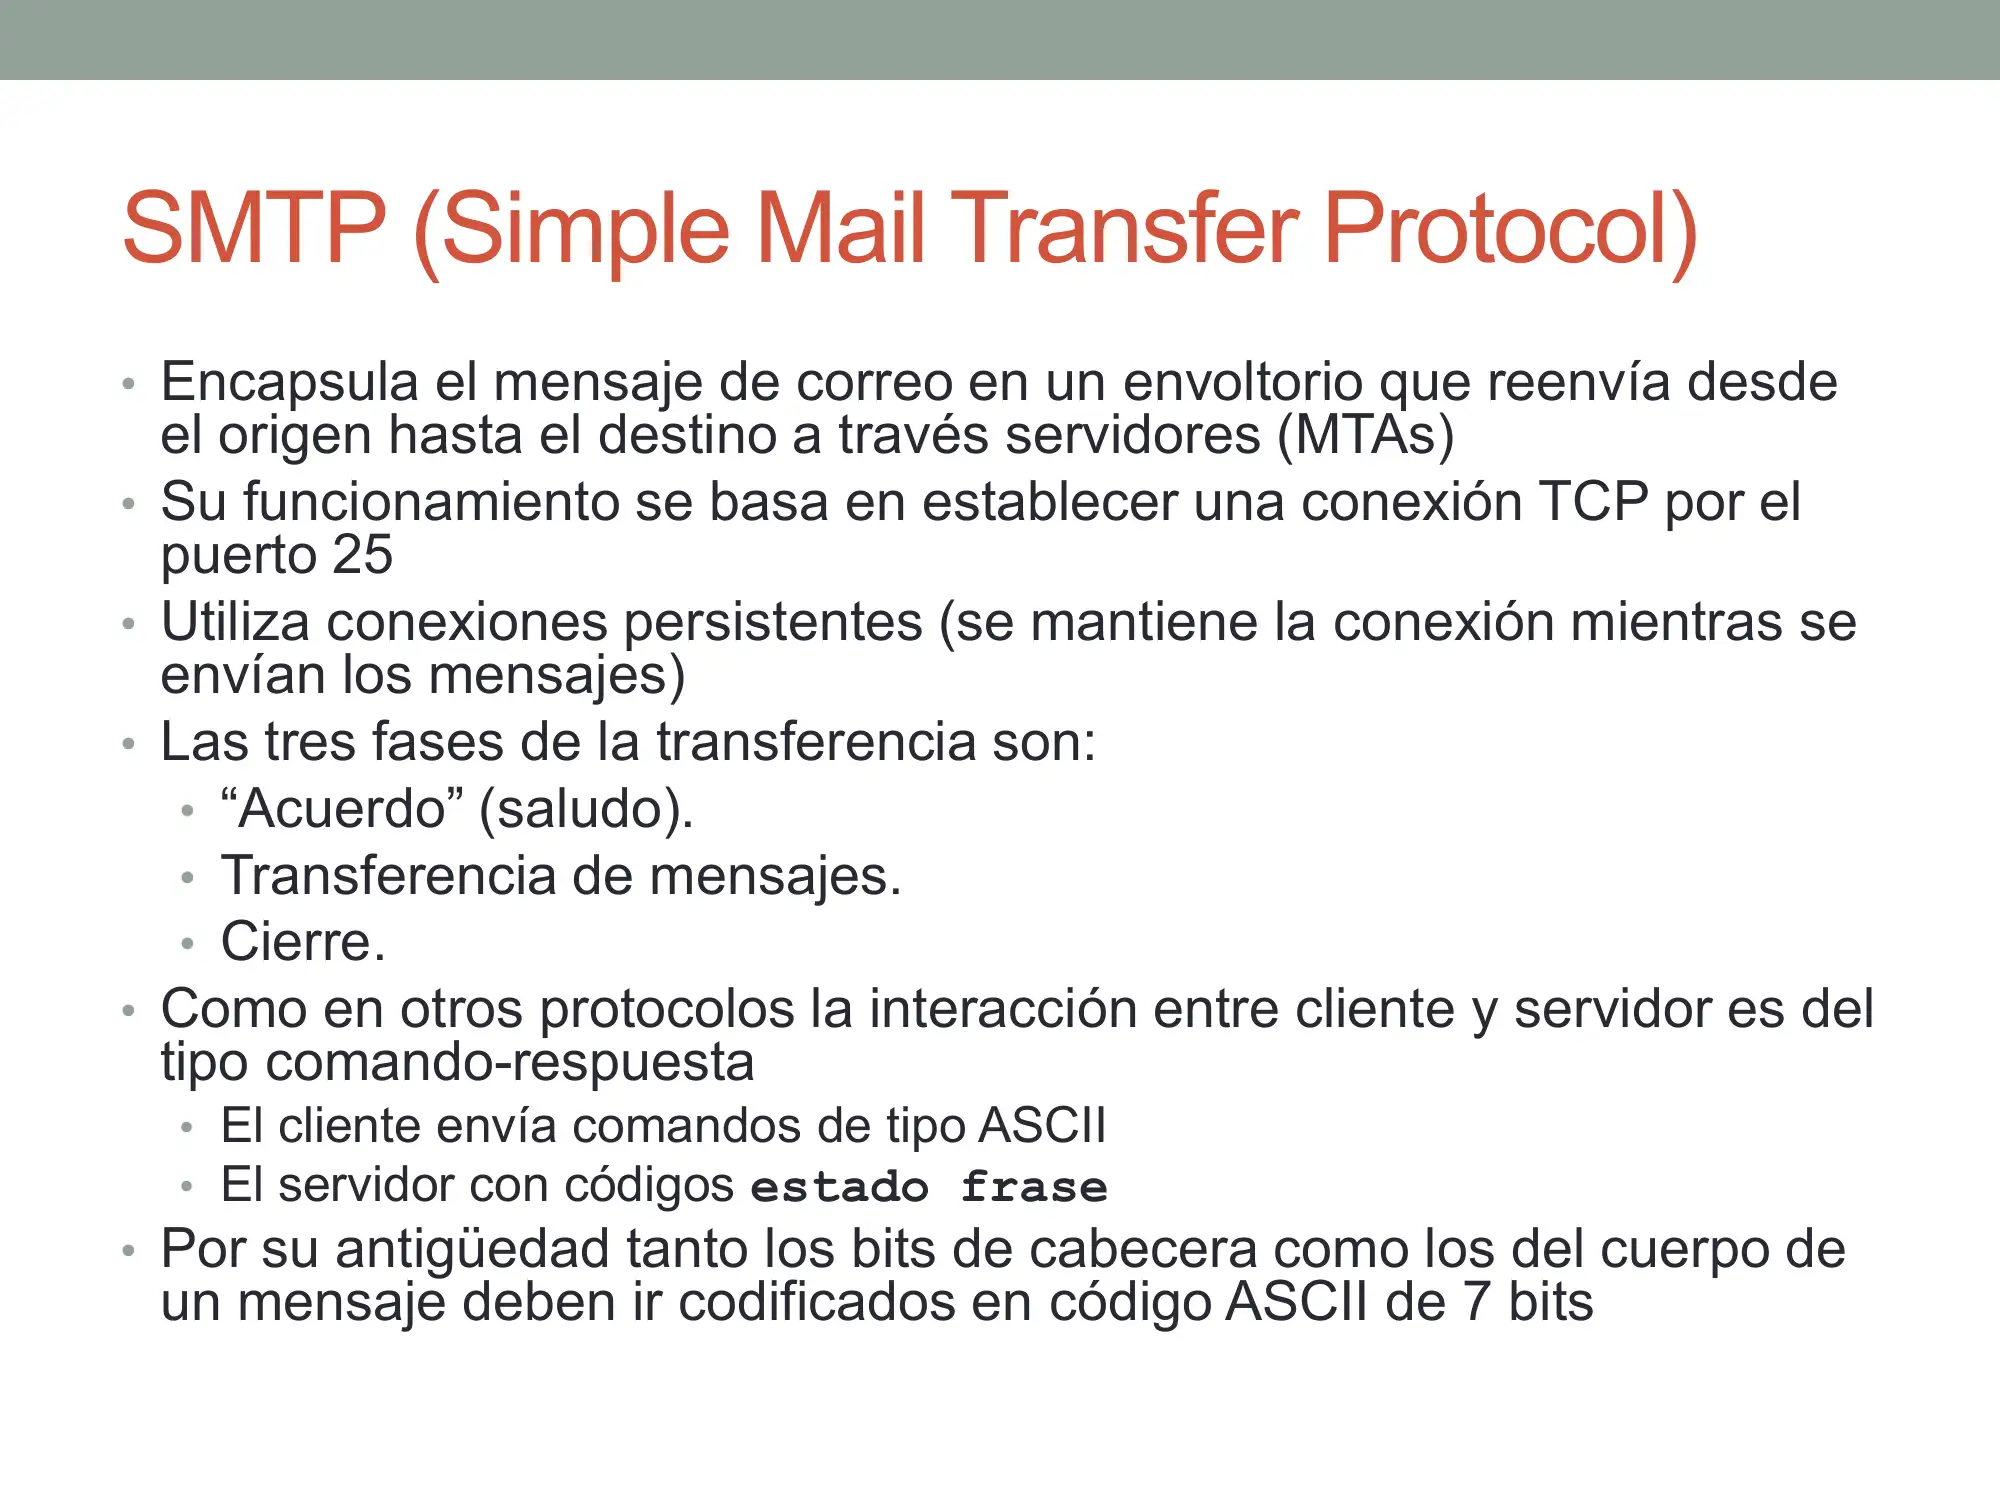 SMTP (Simple Mail Transfer Protocol)
• Encapsula el mensaje de correo en un envoltorio que reenvía desde
el origen hasta el destino a través servidores (MTAs)
• Su funcionamiento se basa en establecer una conexión TCP por el
puerto 25
• Utiliza conexiones persistentes (se mantiene la conexión mientras se
envían los mensajes)
• Las tres fases de la transferencia son:
• “Acuerdo” (saludo).
• Transferencia de mensajes.
• Cierre.
• Como en otros protocolos la interacción entre cliente y servidor es del
tipo comando-respuesta
• El cliente envía comandos de tipo ASCII
• El servidor con códigos estado frase
• Por su antigüedad tanto los bits de cabecera como los del cuerpo de
un mensaje deben ir codificados en código ASCII de 7 bits